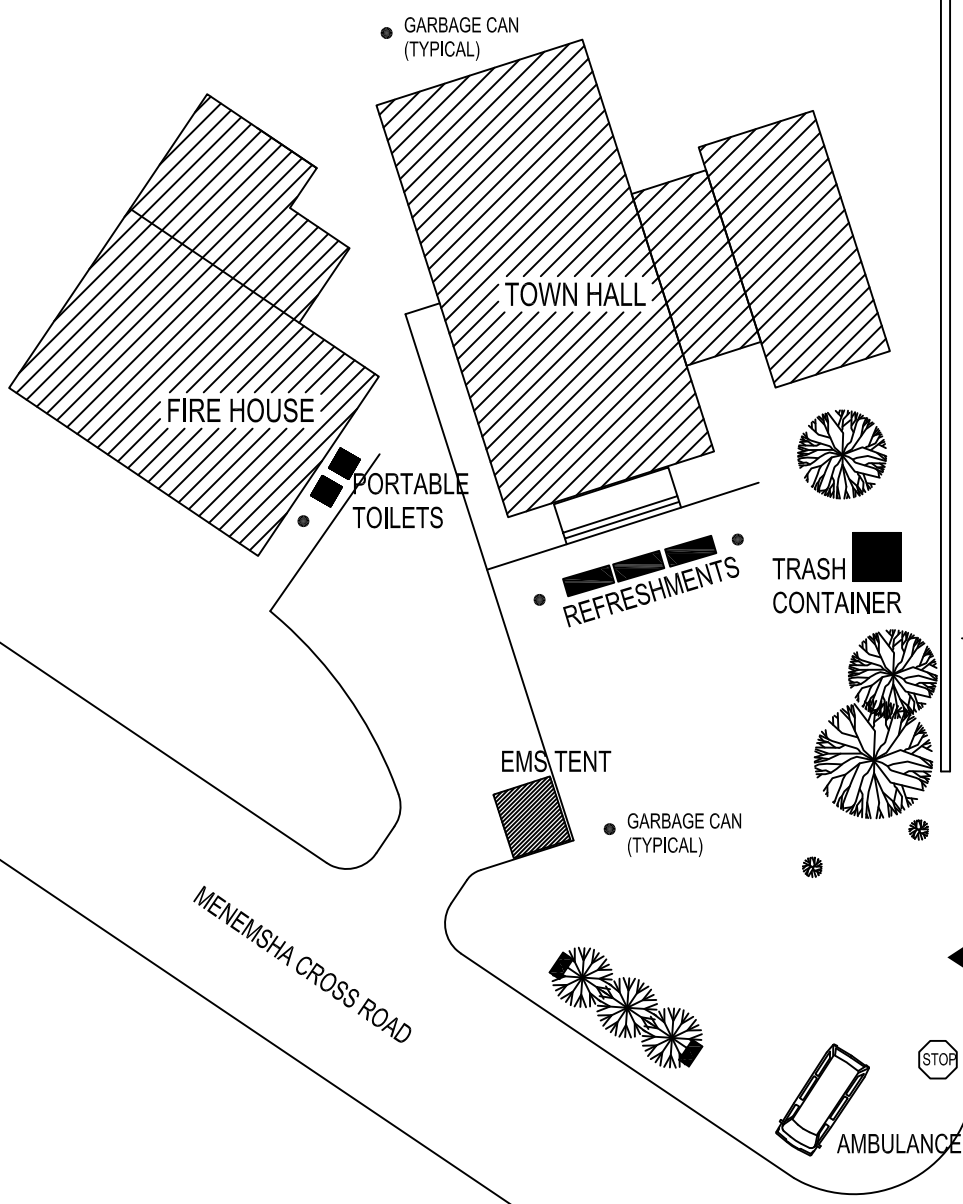 GARBAGE CAN
(TYPICAL)
TOWN HALL
FIRE HOUSE
PORTABLE
TOILETS
REFRESHMENTS
TRASH
CONTAINER
EMS TENT
GARBAGE CAN
(TYPICAL)
MENEMSHA CROSS ROAD
STOP
AMBULANCE